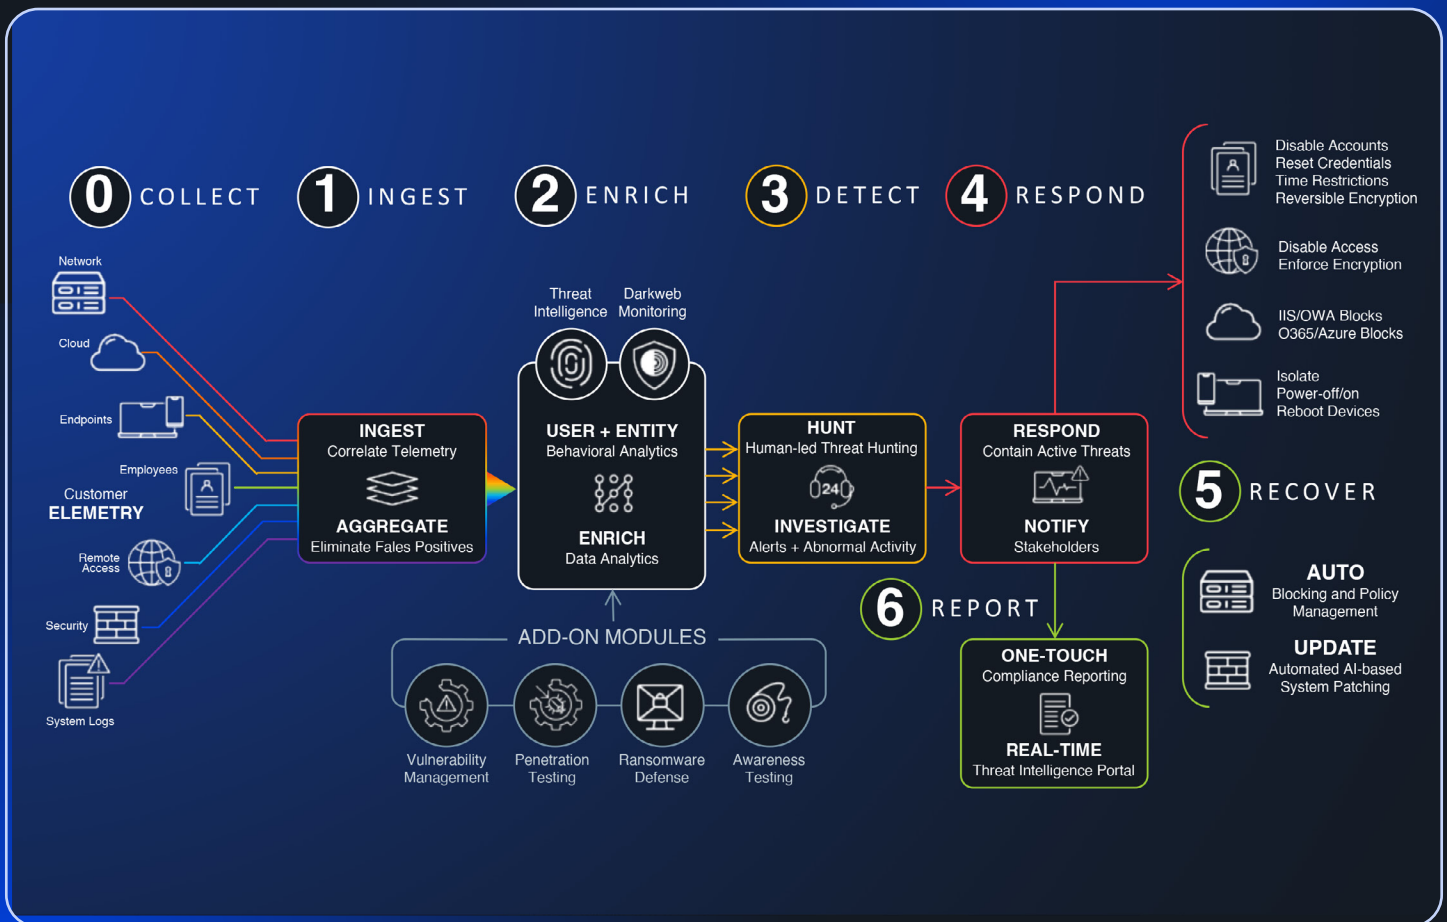 0 COLLECT
1 INGEST
2 ENRICH
3 DETECT
4 RESPOND
Network
Cloud
Endpoints
Employees
Customer
ELEMETRY
Remote
Access
Security
System Logs
INGEST
Correlate Telemetry
AGGREGATE
Eliminate Fales Positives
Threat
Intelligence
Darkweb
Monitoring
USER + ENTITY
Behavioral Analytics
ENRICH
Data Analytics
ADD-ON MODULES
Vulnerability
Management
Penetration
Testing
Ransomware
Defense
Awareness
Testing
HUNT
Human-led Threat Hunting
24
INVESTIGATE
Alerts + Abnormal Activity
RESPOND
Contain Active Threats
NOTIFY
Stakeholders
Disable Accounts
Reset Credentials
Time Restrictions
Reversible Encryption
Disable Access
Enforce Encryption
IIS/OWA Blocks
O365/Azure Blocks
Isolate
Power-off/on
Reboot Devices
5 RECOVER
AUTO
Blocking and Policy
Management
UPDATE
Automated AI-based
System Patching
6 REPORT
ONE-TOUCH
Compliance Reporting
REAL-TIME
Threat Intelligence Portal